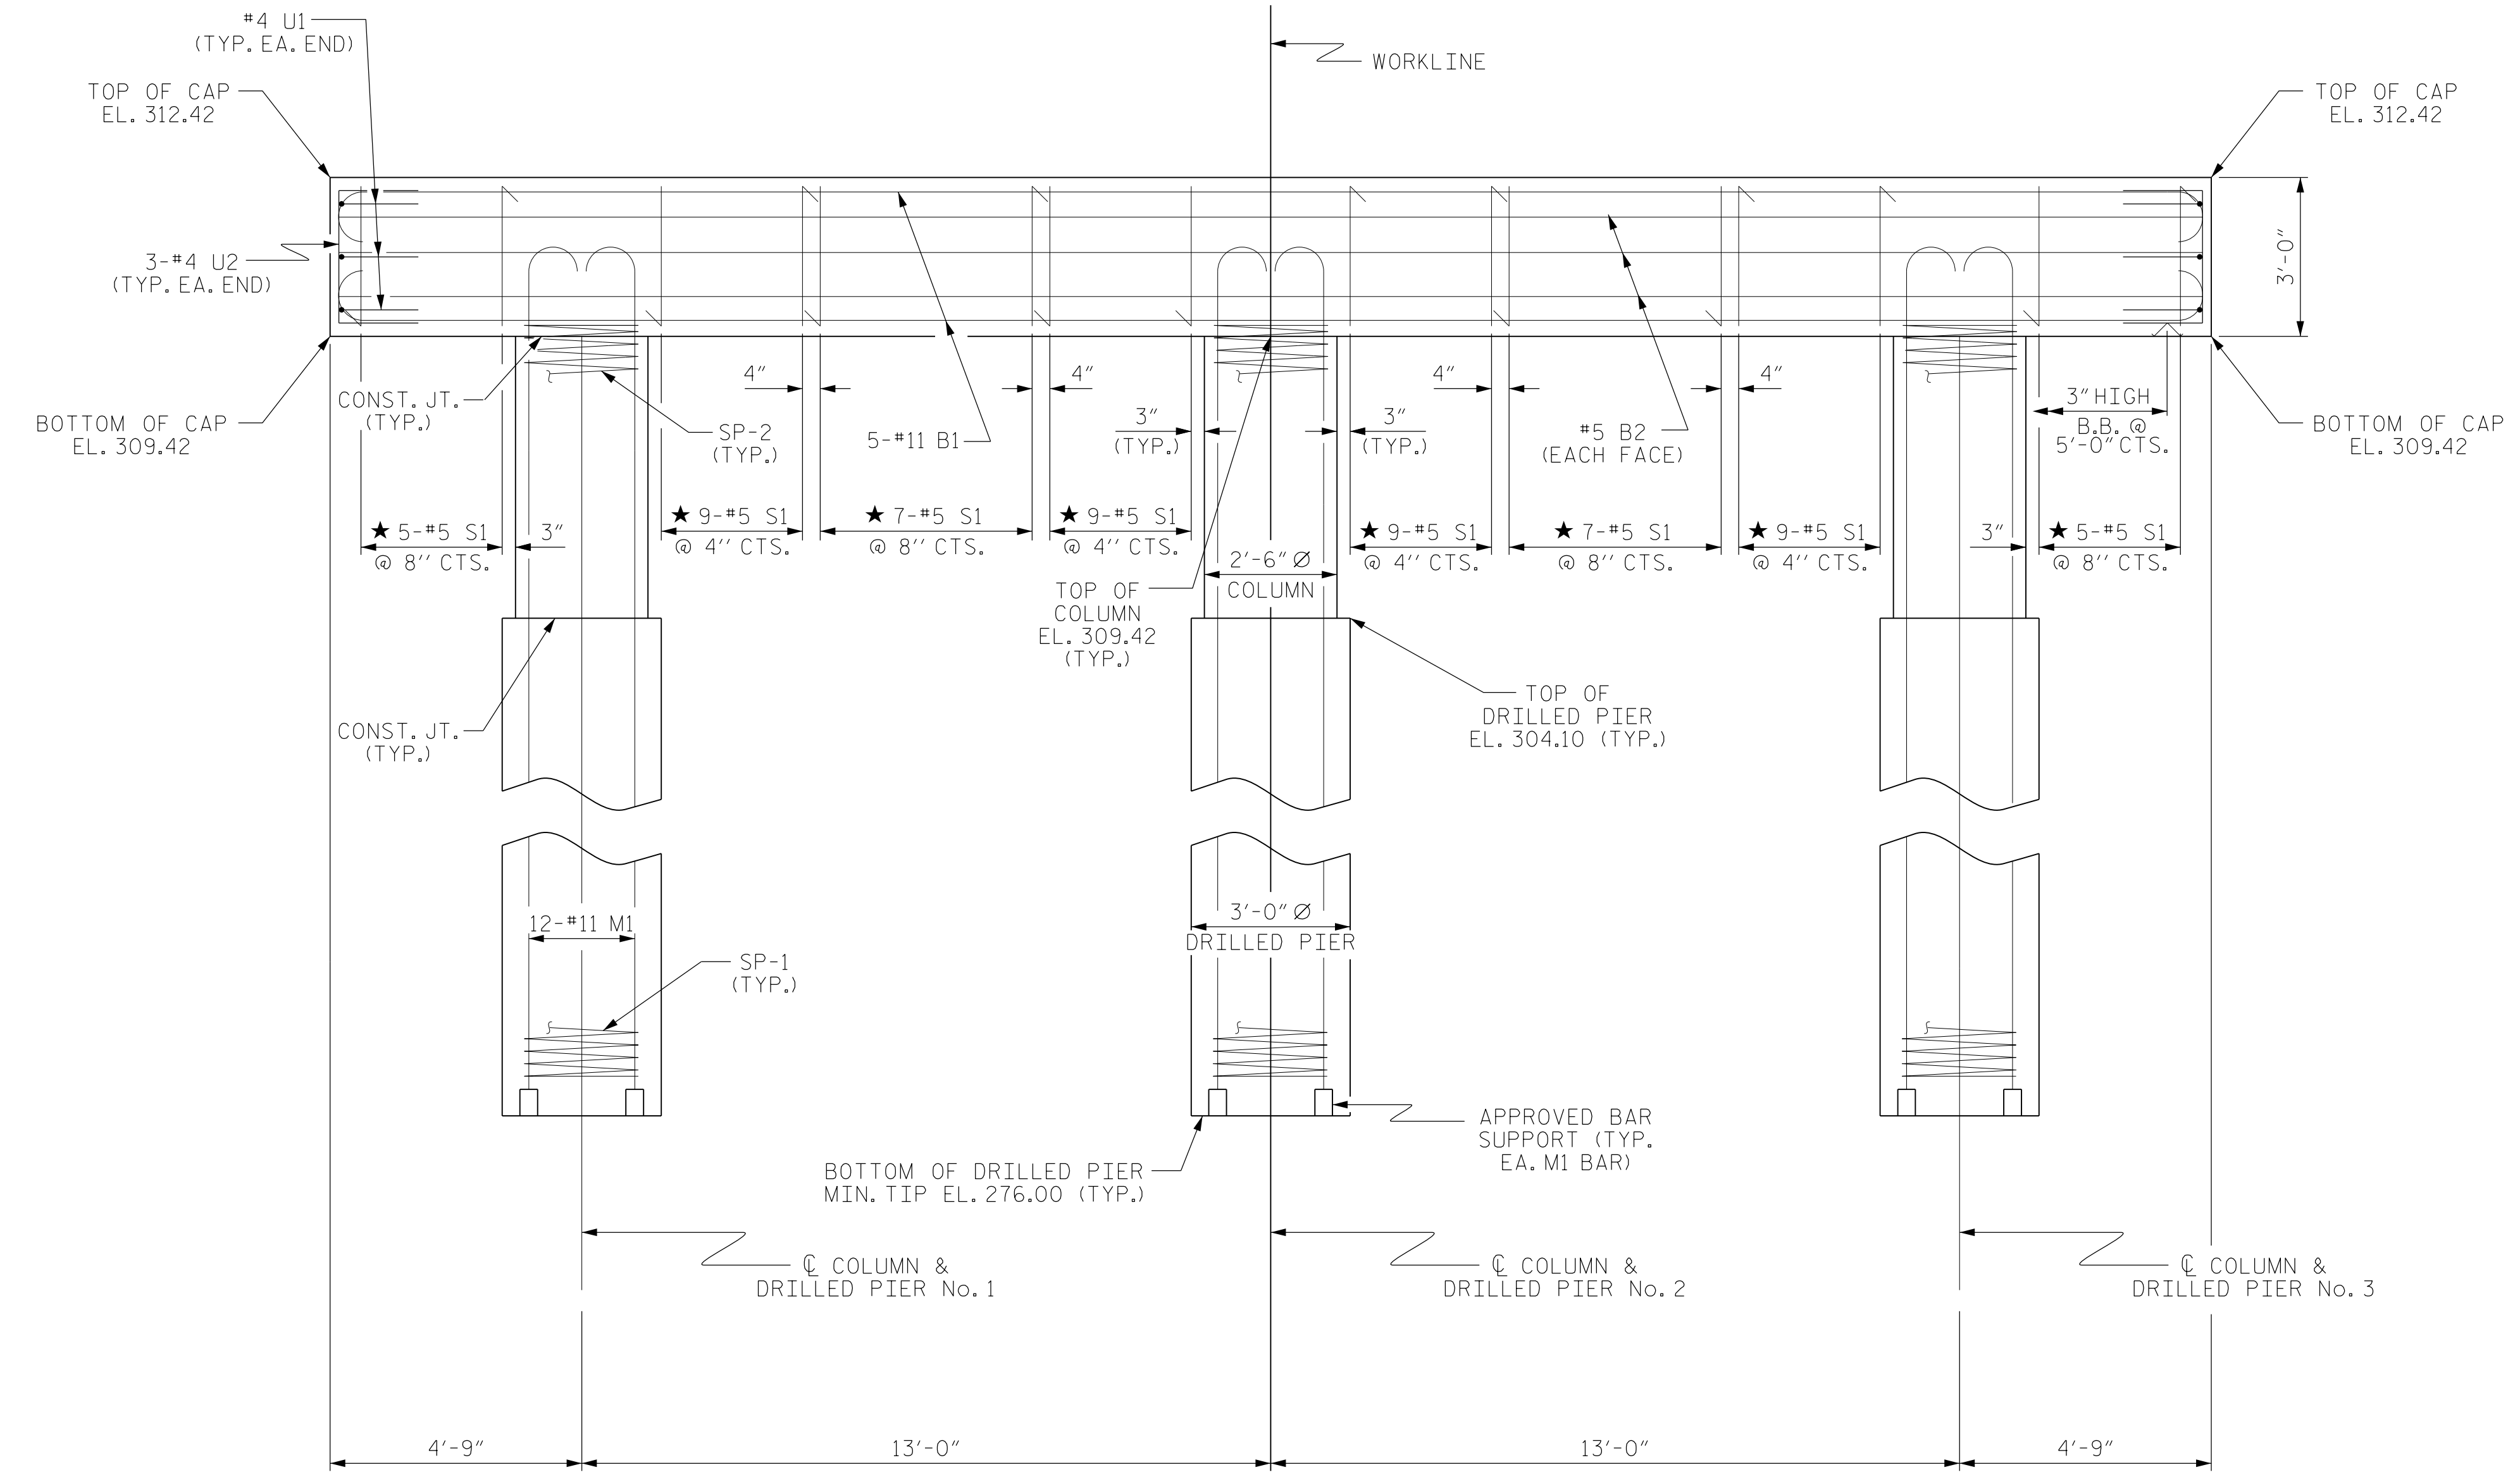 #4 U1
(TYP. EA. END)
WORKLINE
TOP OF CAP
EL. 312.42
TOP OF CAP
EL. 312.42
3-#4 U2
(TYP. EA. END)
3'-0"
CONST. JT.
(TYP.)
BOTTOM OF CAP
EL. 309.42
SP-2
(TYP.)
4"
5-#11 B1
4"
3"
(TYP.)
3"
(TYP.)
4"
#5 B2
(EACH FACE)
4"
3" HIGH
B.B. @
5'-0" CTS.
BOTTOM OF CAP
EL. 309.42
★ 5-#5 S1
@ 8'' CTS.
3"
★ 9-#5 S1
@ 4'' CTS.
★ 7-#5 S1
@ 8'' CTS.
★ 9-#5 S1
@ 4'' CTS.
★ 9-#5 S1
@ 4'' CTS.
★ 7-#5 S1
@ 8'' CTS.
★ 9-#5 S1
@ 4'' CTS.
3"
★ 5-#5 S1
@ 8'' CTS.
2'-6" Ø
COLUMN
TOP OF
COLUMN
EL. 309.42
(TYP.)
CONST. JT.
(TYP.)
TOP OF
DRILLED PIER
EL. 304.10 (TYP.)
12-#11 M1
3'-0" Ø
DRILLED PIER
SP-1
(TYP.)
APPROVED BAR
SUPPORT (TYP.
EA. M1 BAR)
BOTTOM OF DRILLED PIER
MIN. TIP EL. 276.00 (TYP.)
℄ COLUMN &
DRILLED PIER No. 1
℄ COLUMN &
DRILLED PIER No. 2
℄ COLUMN &
DRILLED PIER No. 3
4'-9"
13'-0"
13'-0"
4'-9"